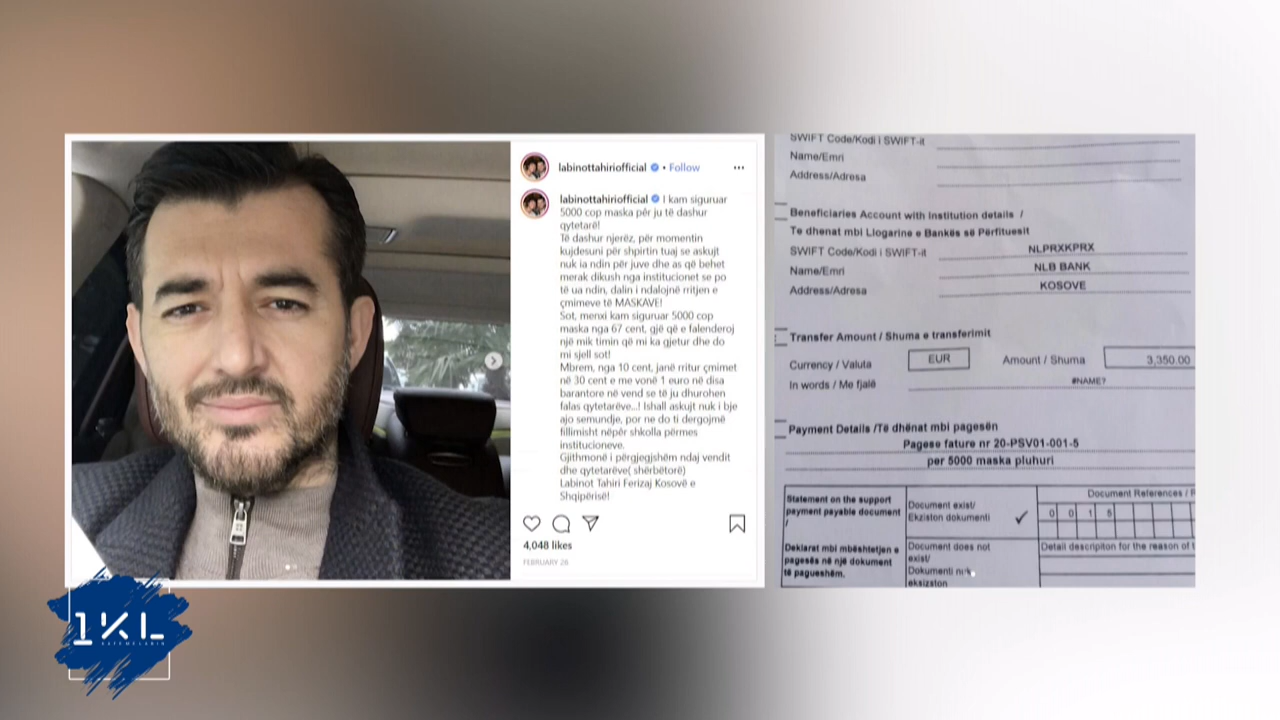 labinottahiriofficial • Follow
labinottahiriofficial I kam siguruar
5000 cop maska për ju të dashur
qytetarë!
Të dashur njerëz, për momentin
kujdesuni për shpirtin tuaj se askujt
nuk ia ndin për juve dhe as që behet
merak dikush nga institucionet se po
të ua ndin, dalin i ndalojnë rritjen e
çmimeve të MASKAVE!
Sot, menxi kam siguruar 5000 cop
maska nga 67 cent, gjë që e falenderoj
një mik timin që mi ka gjetur dhe do
mi sjell sot!
Mbrem, nga 10 cent, janë rritur çmimet
në 30 cent e me vonë 1 euro në disa
barantore në vend se të ju dhurohen
falas qytetarëve...! Ishall askujt nuk i bje
ajo semundje, por ne do ti dergojmë
fillimisht nëpër shkolla përmes
institucioneve.
Gjithmonë i përgjegjshëm ndaj vendit
dhe qytetarëve( shërbëtorë)
Labinot Tahiri Ferizaj Kosovë e
Shqipërisë!
4,048 likes
FEBRUARY 26
SWIFT Code/Kodi i SWIFT-it
Name/Emri
Address/Adresa
Beneficiaries Account with Institution details /
Te dhenat mbi Llogarine e Bankës së Përfituesit
SWIFT Code/Kodi i SWIFT-it NLPRXKPRX
Name/Emri NLB BANK
Address/Adresa KOSOVE
Transfer Amount / Shuma e transferimit
Currency / Valuta EUR Amount / Shuma 3,350.00
In words / Me fjalë #NAME?
Payment Details /Të dhënat mbi pagesën
Pagese fature nr 20-PSV01-001-5
per 5000 maska pluhuri
Statement on the support
payment payable document
/
Deklarat mbi mbështetjen e
pagesës në një dokument
të pagueshëm.
Document exist/
Ekziston dokumenti ✓
Document does not
exist/
Dokumenti nuk
ekziston
Document References /
0 0 1 5
Detail descripiton for the reason of
1KL